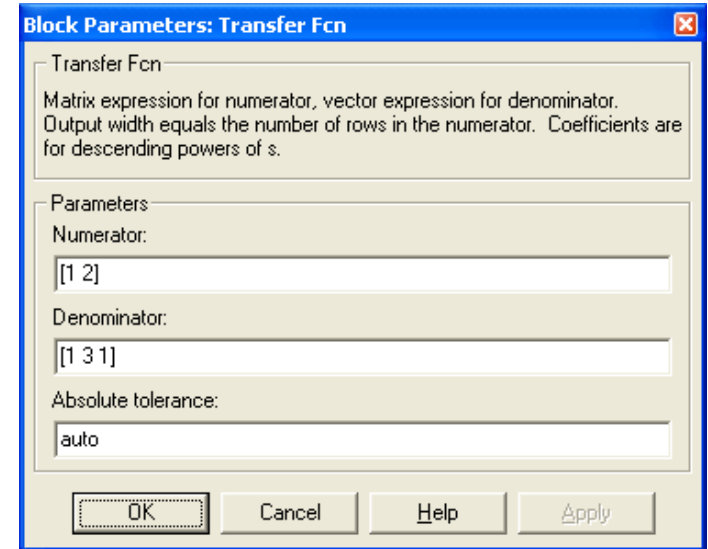 Block Parameters: Transfer Fcn
Transfer Fcn
Matrix expression for numerator, vector expression for denominator.
Output width equals the number of rows in the numerator.  Coefficients are
for descending powers of s.
Parameters
Numerator:
[1 2]
Denominator:
[1 3 1]
Absolute tolerance:
auto
OK Cancel Help Apply